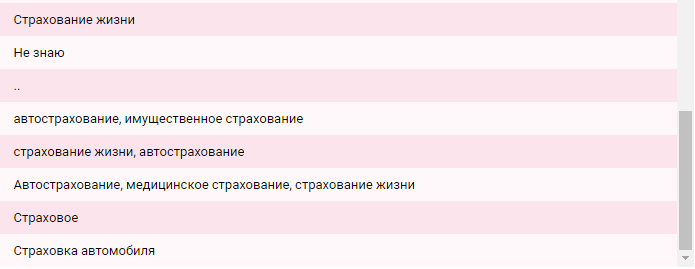 Страхование жизни
Не знаю
..
автострахование, имущественное страхование
страхование жизни, автострахование
Автострахование, медицинское страхование, страхование жизни
Страховое
Страховка автомобиля